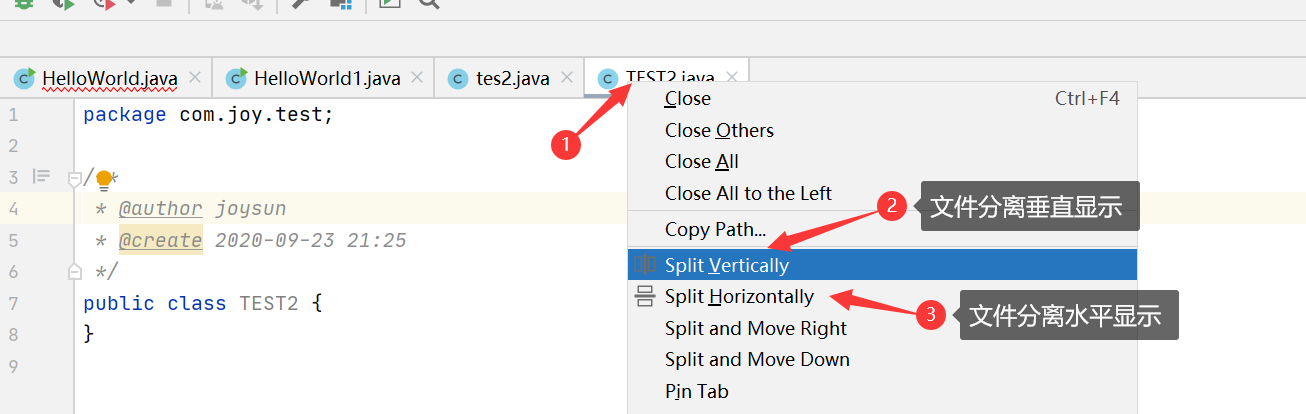 HelloWorld.java
HelloWorld1.java
tes2.java
TEST2.java
1 package com.joy.test;
2
3 /**
4 * @author joysun
5 * @create 2020-09-23 21:25
6 */
7 public class TEST2 {
8 }
9
1
Close Ctrl+F4
Close Others
Close All
Close All to the Left
2 文件分离垂直显示
Copy Path...
Split Vertically
Split Horizontally
3 文件分离水平显示
Split and Move Right
Split and Move Down
Pin Tab